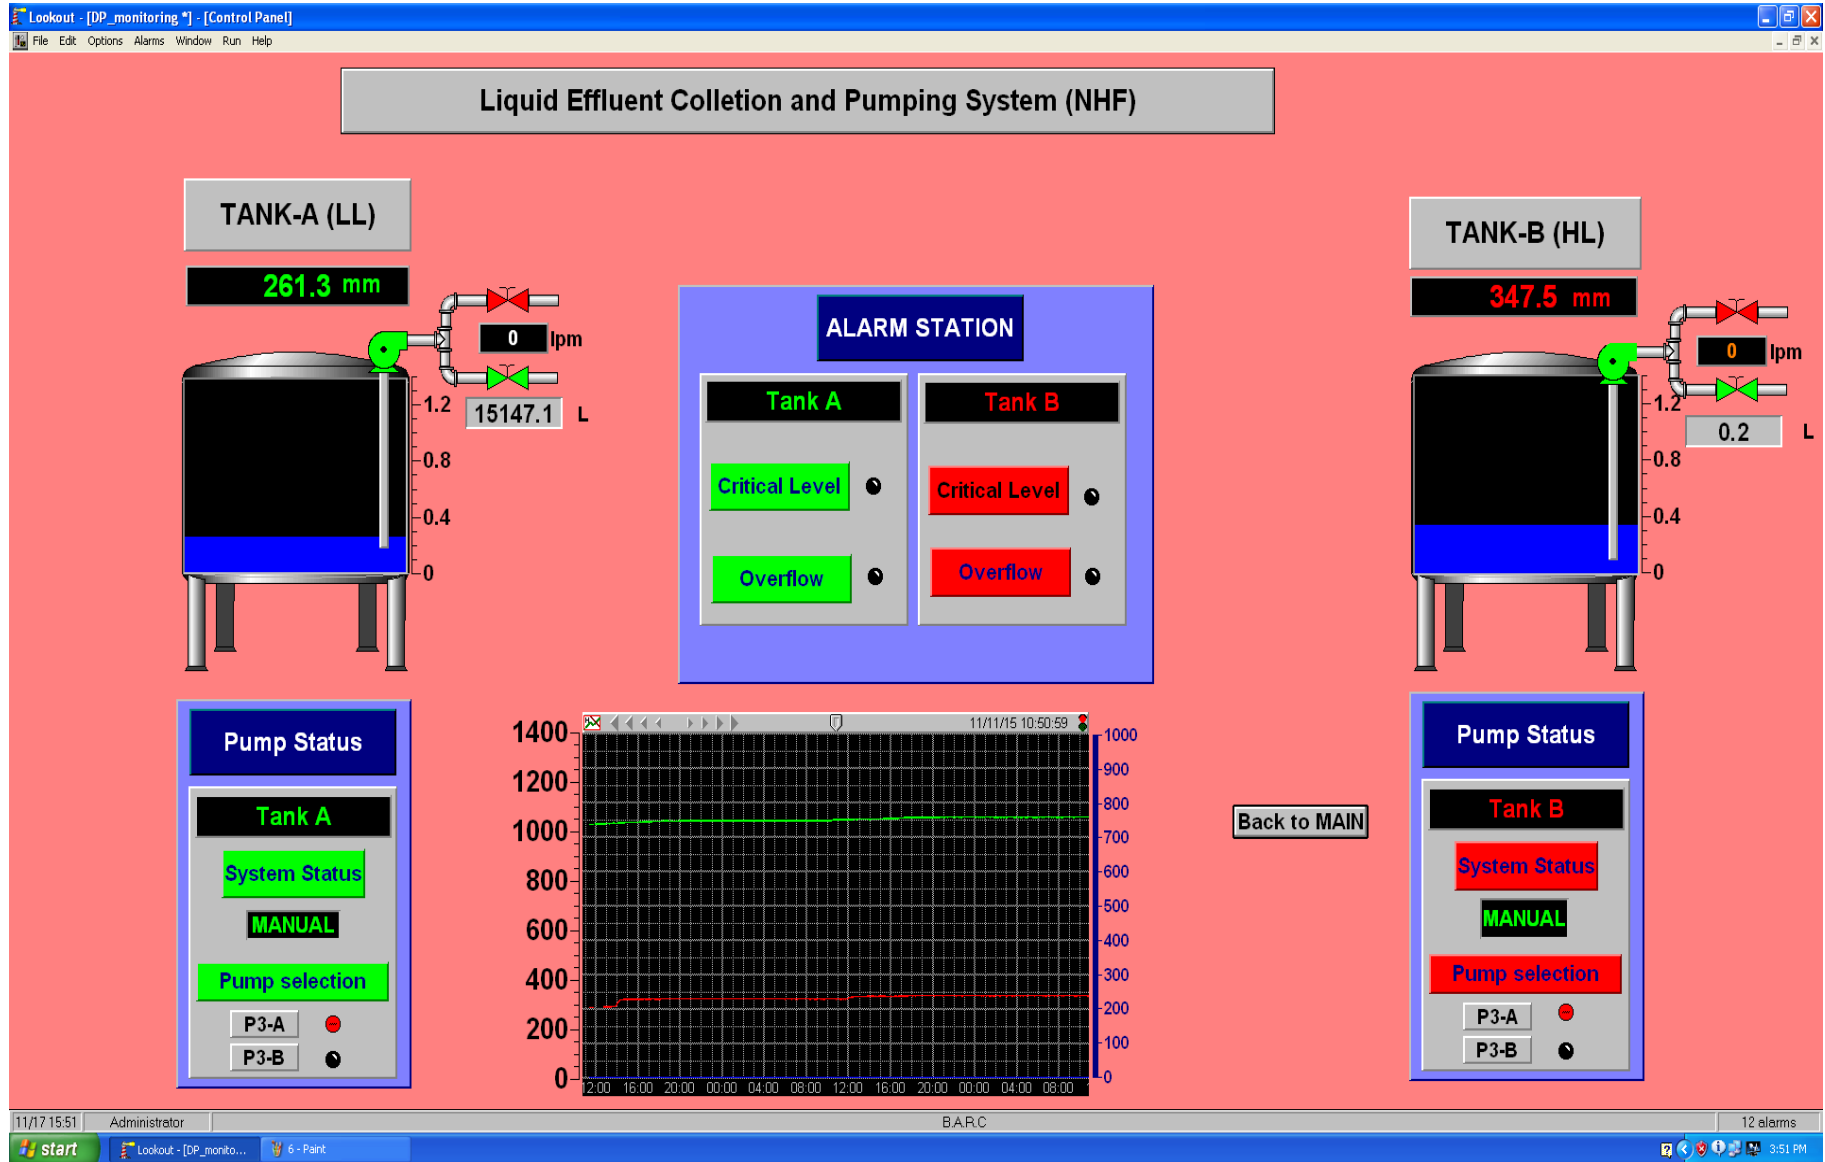 Lookout - [DP_monitoring *] - [Control Panel]
File Edit Options Alarms Window Run Help
Liquid Effluent Colletion and Pumping System (NHF)
TANK-A (LL)
261.3 mm
0 lpm
15147.1 L
1.2
0.8
0.4
0
ALARM STATION
Tank A
Critical Level
Overflow
Tank B
Critical Level
Overflow
TANK-B (HL)
347.5 mm
0 lpm
0.2 L
1.2
0.8
0.4
0
Pump Status
Tank A
System Status
MANUAL
Pump selection
P3-A
P3-B
11/11/15 10:50:59
1400
1200
1000
800
600
400
200
0
1000
900
800
700
600
500
400
300
200
100
0
12:00 16:00 20:00 00:00 04:00 08:00 12:00 16:00 20:00 00:00 04:00 08:00
Back to MAIN
Pump Status
Tank B
System Status
MANUAL
Pump selection
P3-A
P3-B
11/17 15:51 Administrator B.A.R.C 12 alarms
start Lookout - [DP_monito... 6 - Paint 3:51 PM